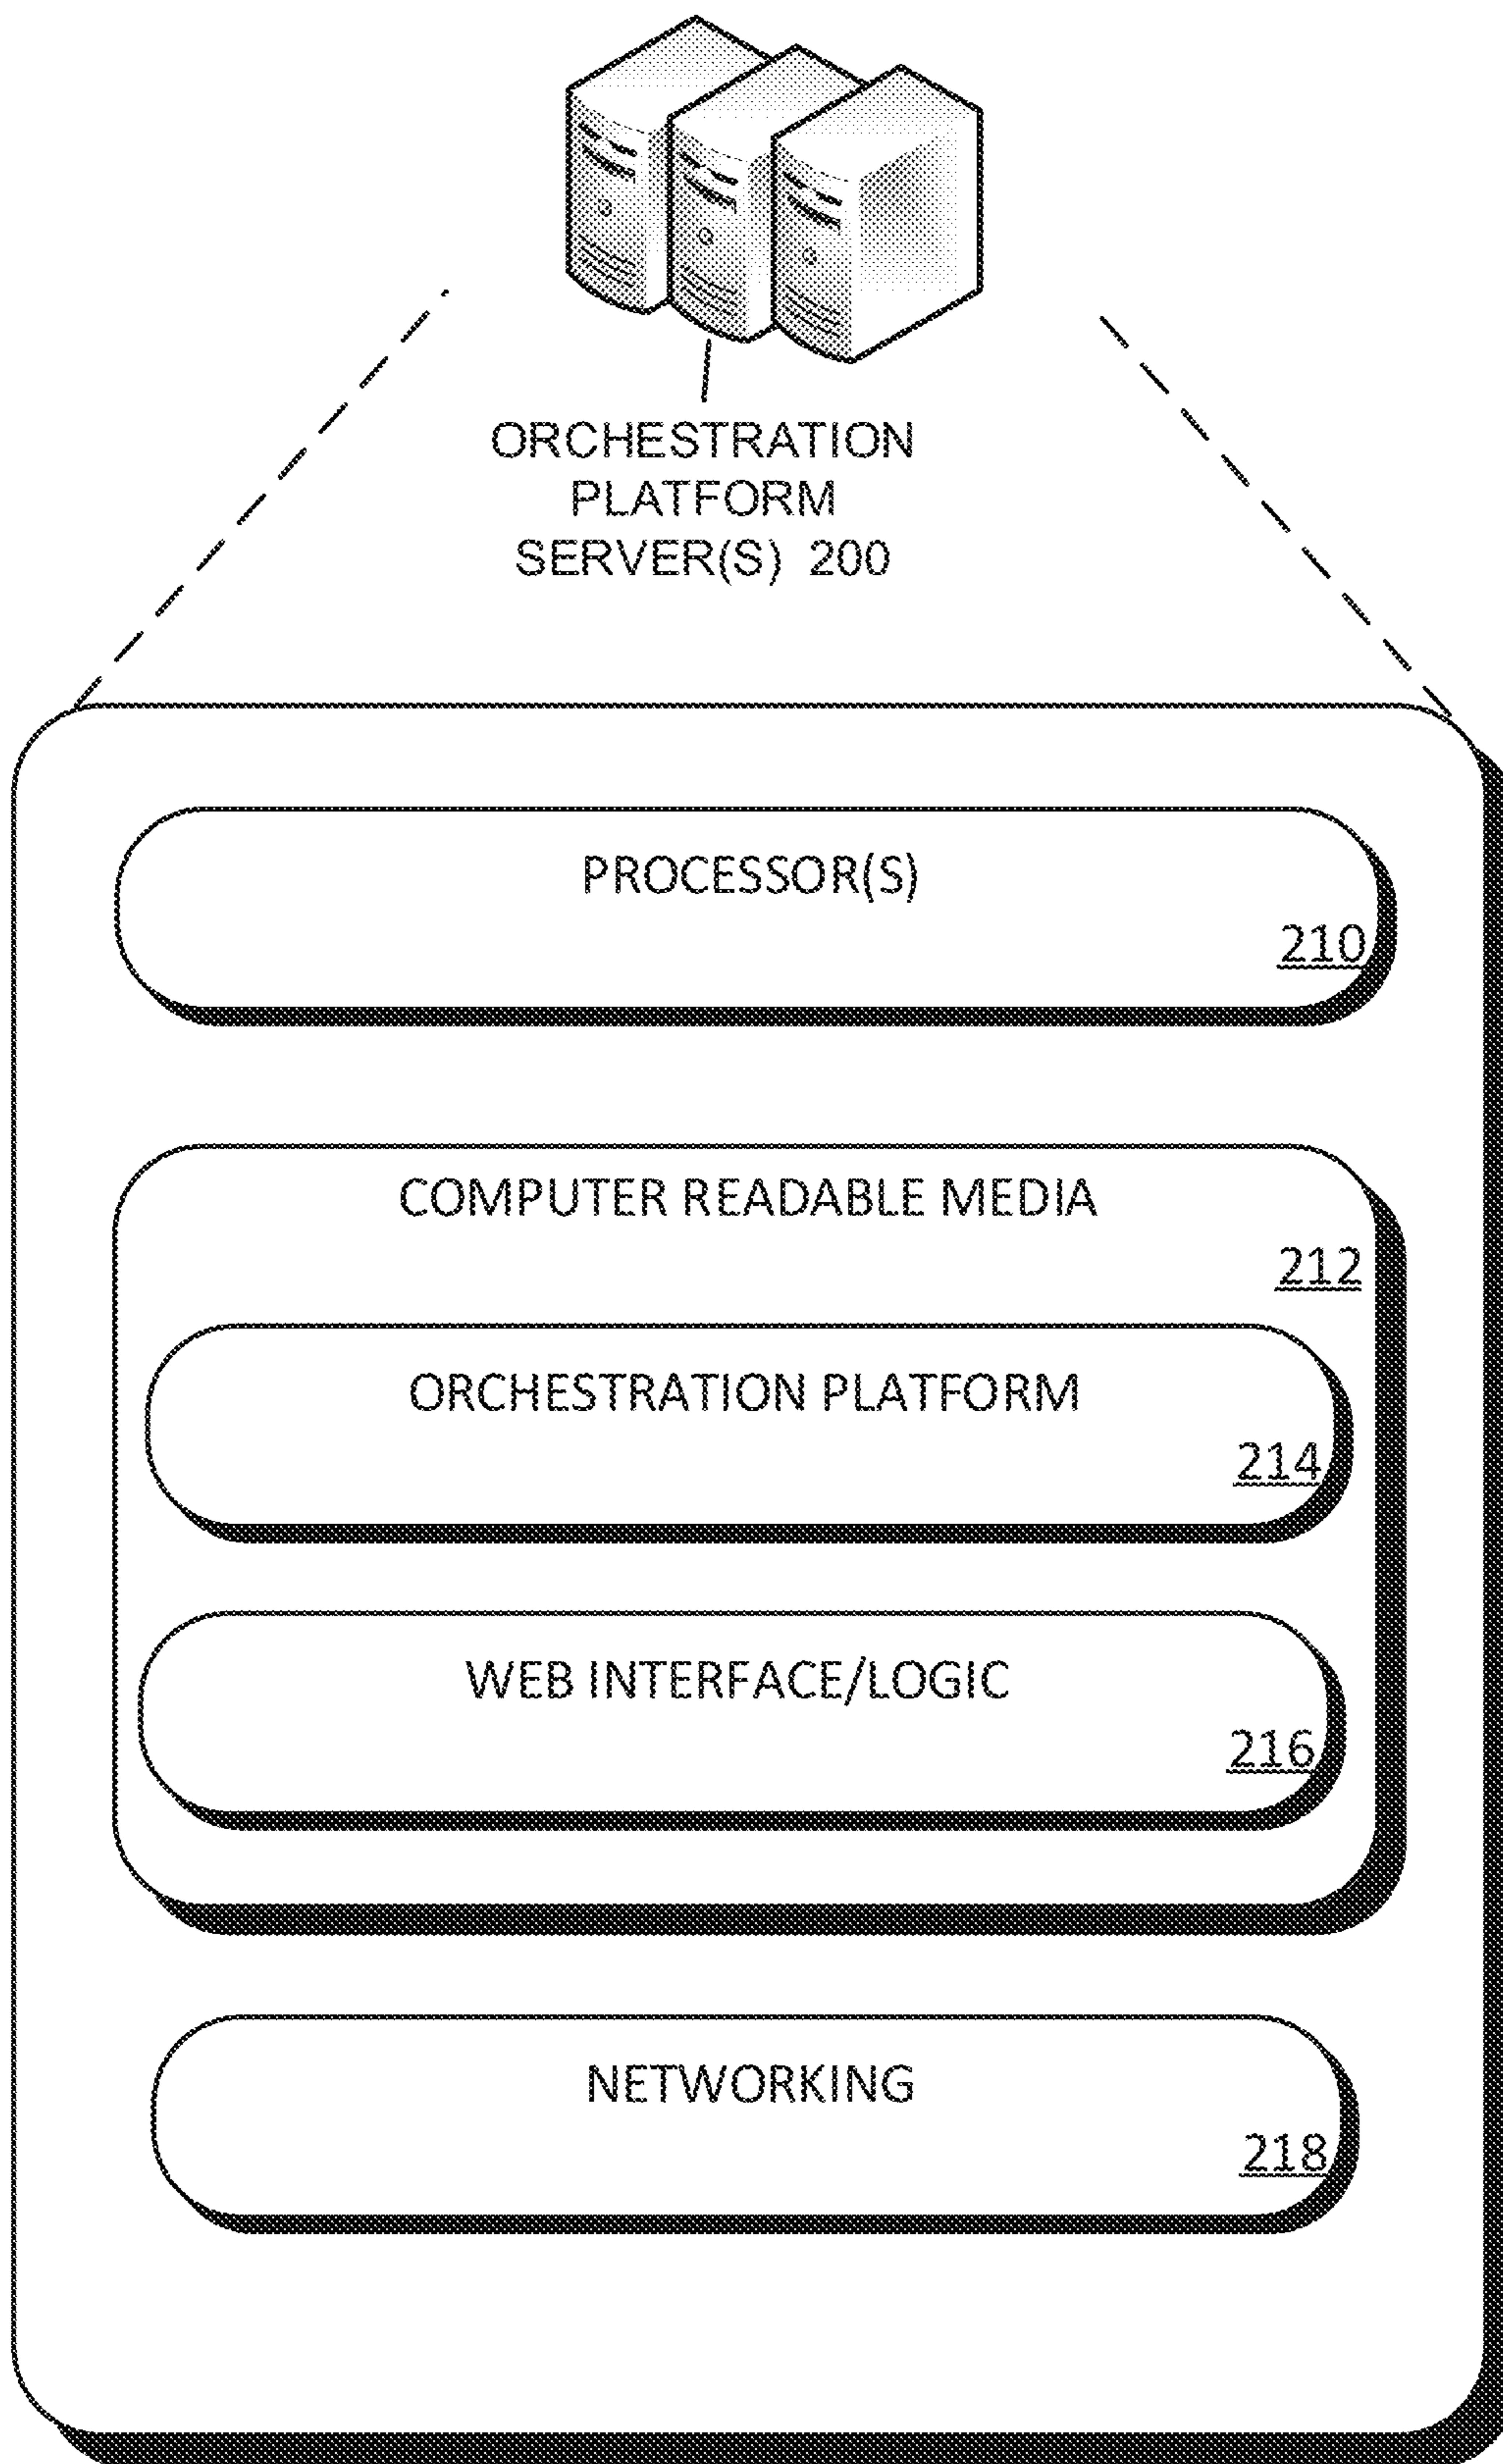 ORCHESTRATION
PLATFORM
SERVER(S) 200
PROCESSOR(S)
210
COMPUTER READABLE MEDIA
212
ORCHESTRATION PLATFORM
214
WEB INTERFACE/LOGIC
216
NETWORKING
218